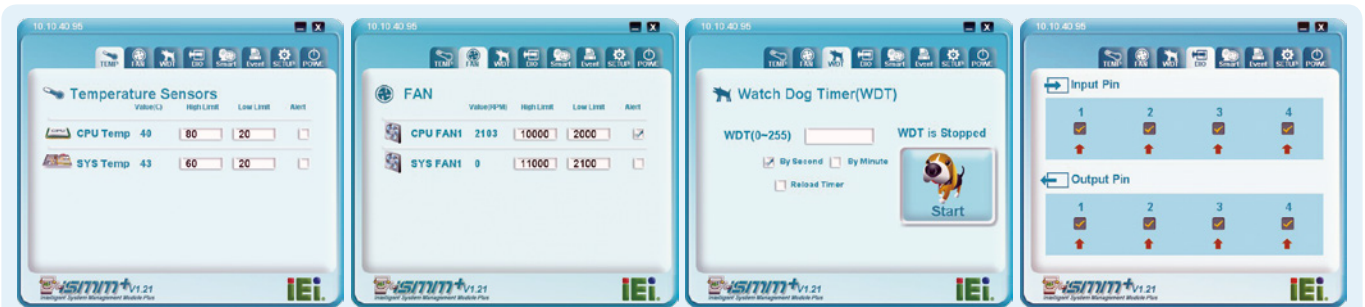 10.10.40.95
TEMP FAN WDT DIO Smart Event SETUP POWE
Temperature Sensors
Value(C) High Limit Low Limit Alert
CPU Temp 40 80 20
SYS Temp 43 60 20
ismm+ V1.21
Intelligent System Management Module Plus
iEi
10.10.40.95
TEMP FAN WDT DIO Smart Event SETUP POWE
FAN
Value(RPM) High Limit Low Limit Alert
CPU FAN1 2103 10000 2000
SYS FAN1 0 11000 2100
ismm+ V1.21
Intelligent System Management Module Plus
iEi.
10.10.40.95
TEMP FAN WDT DIO Smart Event SETUP POWE
Watch Dog Timer(WDT)
WDT(0~255) WDT is Stopped
By Second By Minute
Reload Timer
Start
ismm+ V1.21
Intelligent System Management Module Plus
iEi.
10.10.40.95
TEMP FAN WDT DIO Smart Event SETUP POWE
Input Pin
1 2 3 4
Output Pin
1 2 3 4
ismm+ V1.21
Intelligent System Management Module Plus
iEi.